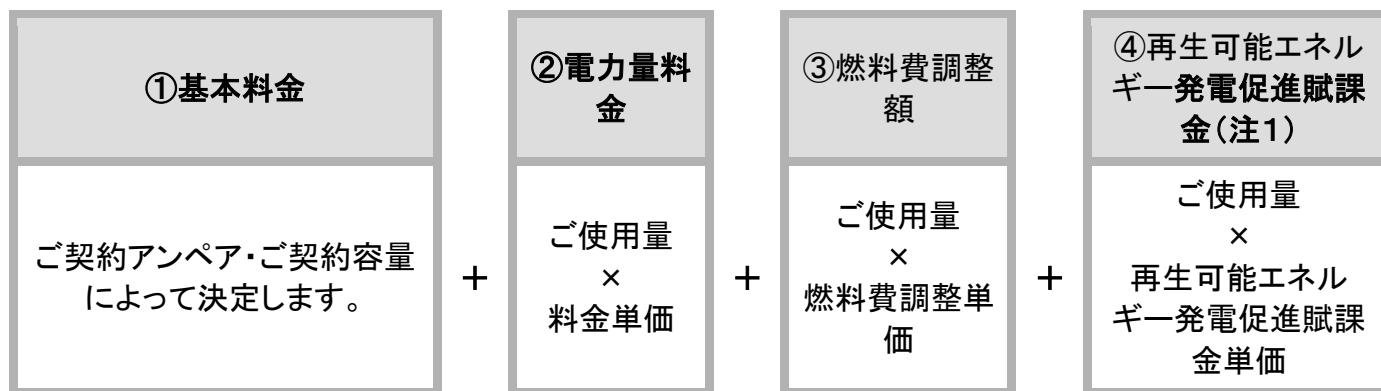 ①基本料金
ご契約アンペア・ご契約容量
によって決定します。
＋
②電力量料
金
ご使用量
×
料金単価
＋
③燃料費調整
額
ご使用量
×
燃料費調整単
価
＋
④再生可能エネル
ギー発電促進賦課
金(注１)
ご使用量
×
再生可能エネル
ギー発電促進賦課
金単価